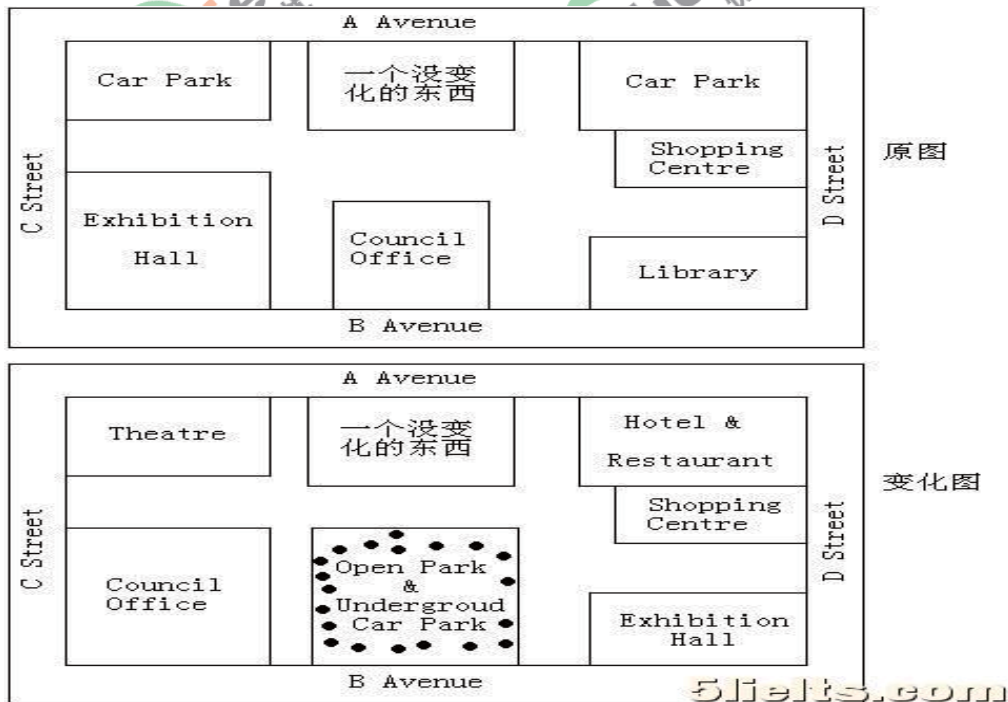 A Avenue
Car Park
一个没变
化的东西
Car Park
Shopping
Centre
原图
C Street
D Street
Exhibition
Hall
Council
Office
Library
B Avenue
A Avenue
Theatre
一个没变
化的东西
Hotel &
Restaurant
变化图
Shopping
Centre
C Street
D Street
Council
Office
Open Park
&
Undergroud
Car Park
Exhibition
Hall
B Avenue
51ielts.com